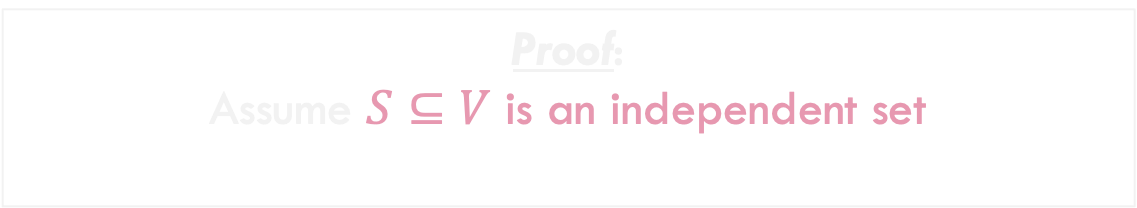 Proof:
Assume S ⊆ V is an independent set